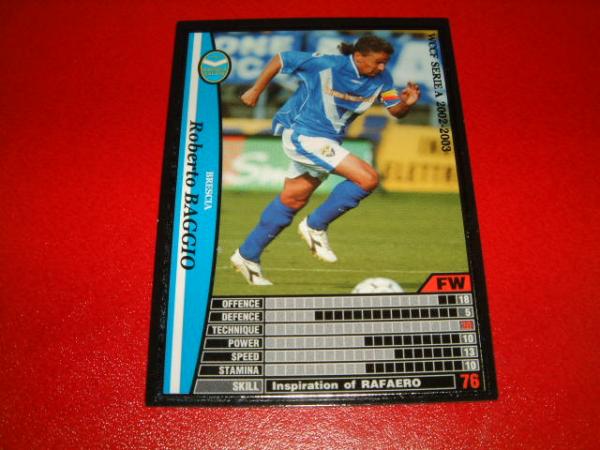 WCCF SERIE A 2002-2003
BRESCIA
Roberto BAGGIO
FW
OFFENCE 18
DEFENCE 5
TECHNIQUE 20
POWER 10
SPEED 13
STAMINA 10
SKILL Inspiration of RAFAERO 76